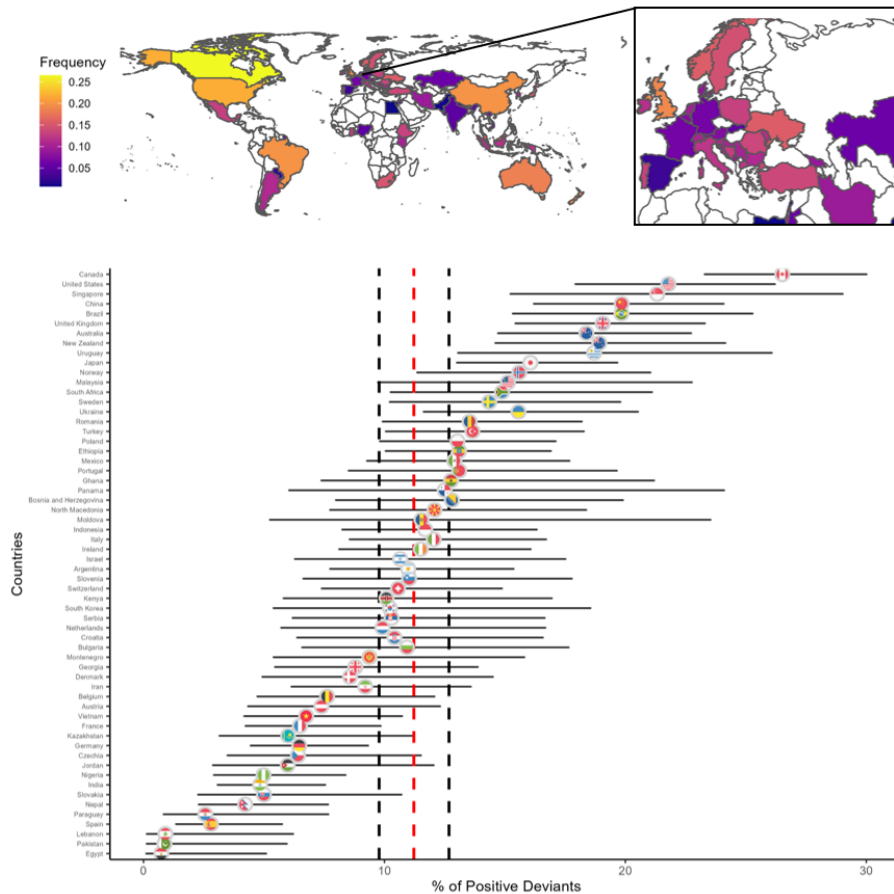 Frequency
0.25
0.20
0.15
0.10
0.05
Countries
Canada
United States
Singapore
China
Brazil
United Kingdom
Australia
New Zealand
Uruguay
Japan
Norway
Malaysia
South Africa
Sweden
Ukraine
Romania
Turkey
Poland
Ethiopia
Mexico
Portugal
Ghana
Panama
Bosnia and Herzegovina
North Macedonia
Moldova
Indonesia
Italy
Ireland
Israel
Argentina
Slovenia
Switzerland
Kenya
South Korea
Serbia
Netherlands
Croatia
Bulgaria
Montenegro
Georgia
Denmark
Iran
Belgium
Austria
Vietnam
France
Kazakhstan
Germany
Czechia
Jordan
Nigeria
India
Slovakia
Nepal
Paraguay
Spain
Lebanon
Pakistan
Egypt
0
10
20
30
% of Positive Deviants